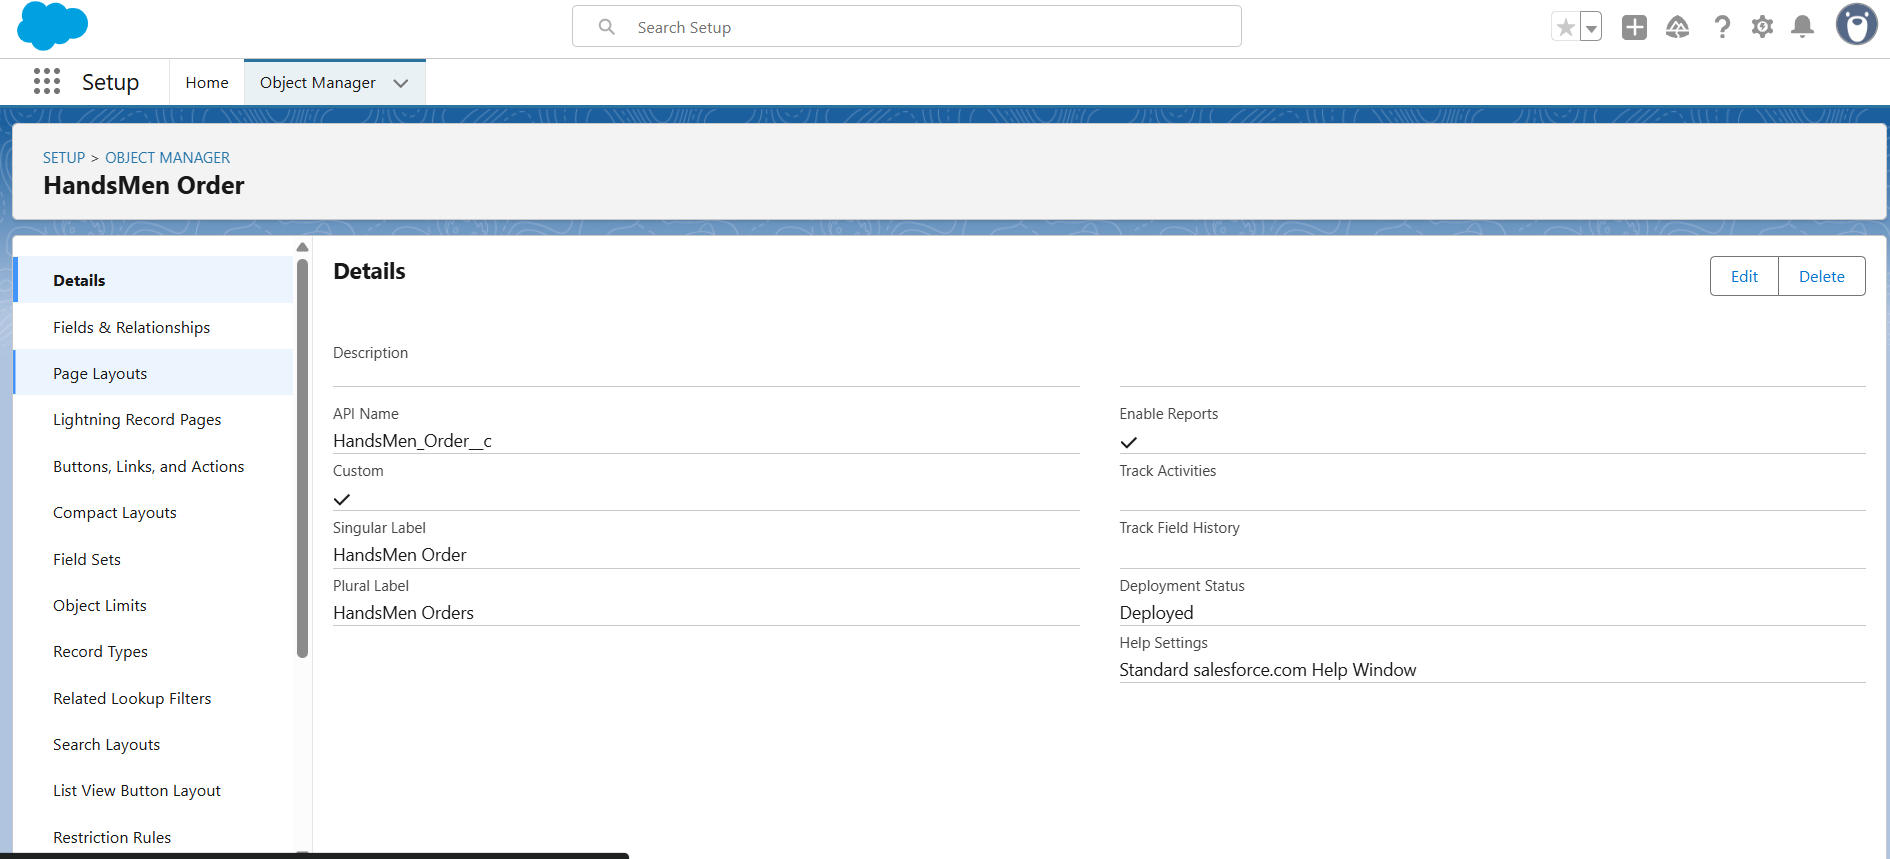 Search Setup
Setup
Home
Object Manager
SETUP > OBJECT MANAGER
HandsMen Order
Details
Fields & Relationships
Page Layouts
Lightning Record Pages
Buttons, Links, and Actions
Compact Layouts
Field Sets
Object Limits
Record Types
Related Lookup Filters
Search Layouts
List View Button Layout
Restriction Rules
Details
Edit
Delete
Description
API Name
HandsMen_Order__c
Custom
Singular Label
HandsMen Order
Plural Label
HandsMen Orders
Enable Reports
Track Activities
Track Field History
Deployment Status
Deployed
Help Settings
Standard salesforce.com Help Window